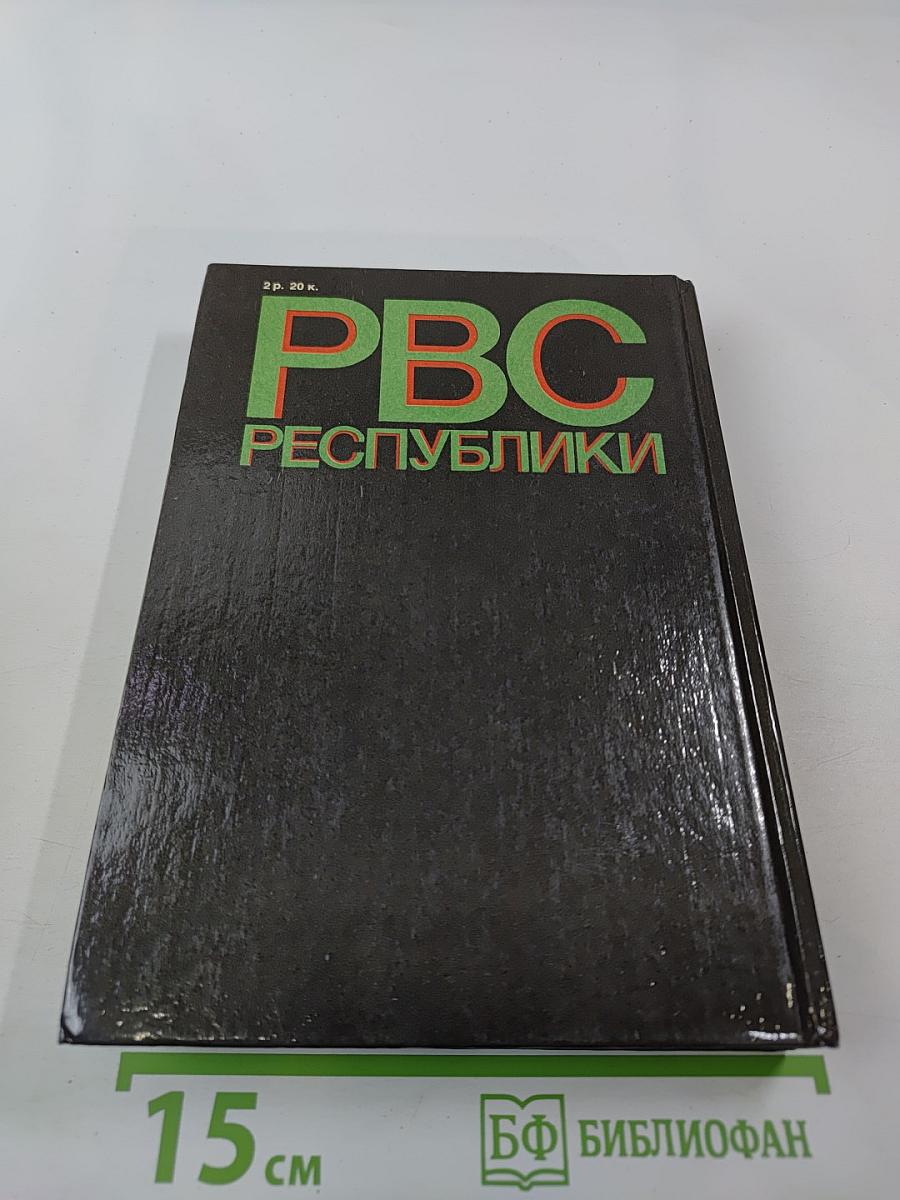 2 р. 20 к.
РВС
РЕСПУБЛИКИ
15 см
БФ БИБЛИОФАН